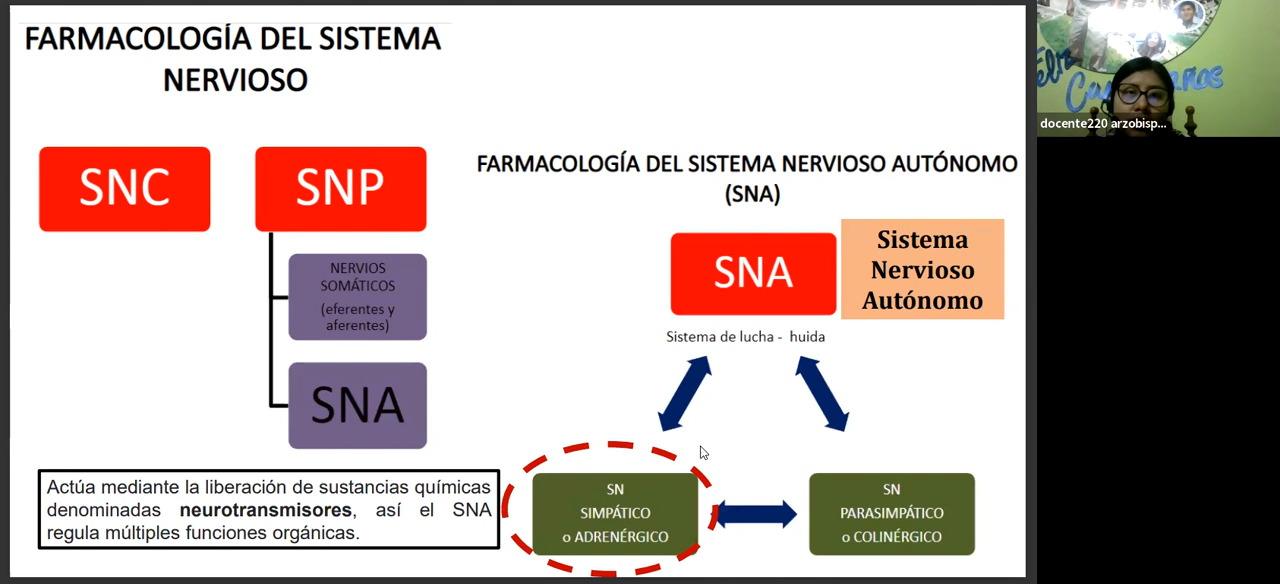 FARMACOLOGÍA DEL SISTEMA
NERVIOSO
SNC
SNP
NERVIOS
SOMÁTICOS
(eferentes y
aferentes)
SNA
Actúa mediante la liberación de sustancias químicas
denominadas neurotransmisores, así el SNA
regula múltiples funciones orgánicas.
FARMACOLOGÍA DEL SISTEMA NERVIOSO AUTÓNOMO
(SNA)
SNA
Sistema
Nervioso
Autónomo
Sistema de lucha - huida
SN
SIMPÁTICO
o ADRENÉRGICO
SN
PARASIMPÁTICO
o COLINÉRGICO
docente220 arzobisp...